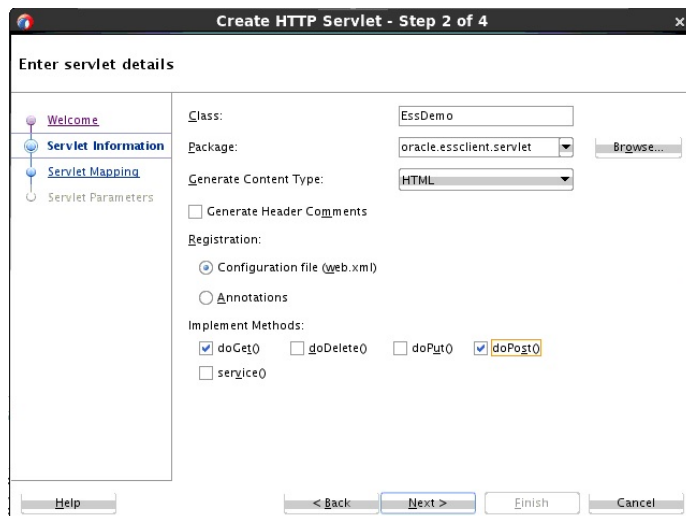 Create HTTP Servlet - Step 2 of 4
Enter servlet details
Welcome
Servlet Information
Servlet Mapping
Servlet Parameters
Class: EssDemo
Package: oracle.essclient.servlet Browse...
Generate Content Type: HTML
Generate Header Comments
Registration:
Configuration file (web.xml)
Annotations
Implement Methods:
doGet() doDelete() doPut() doPost()
service()
Help < Back Next > Finish Cancel